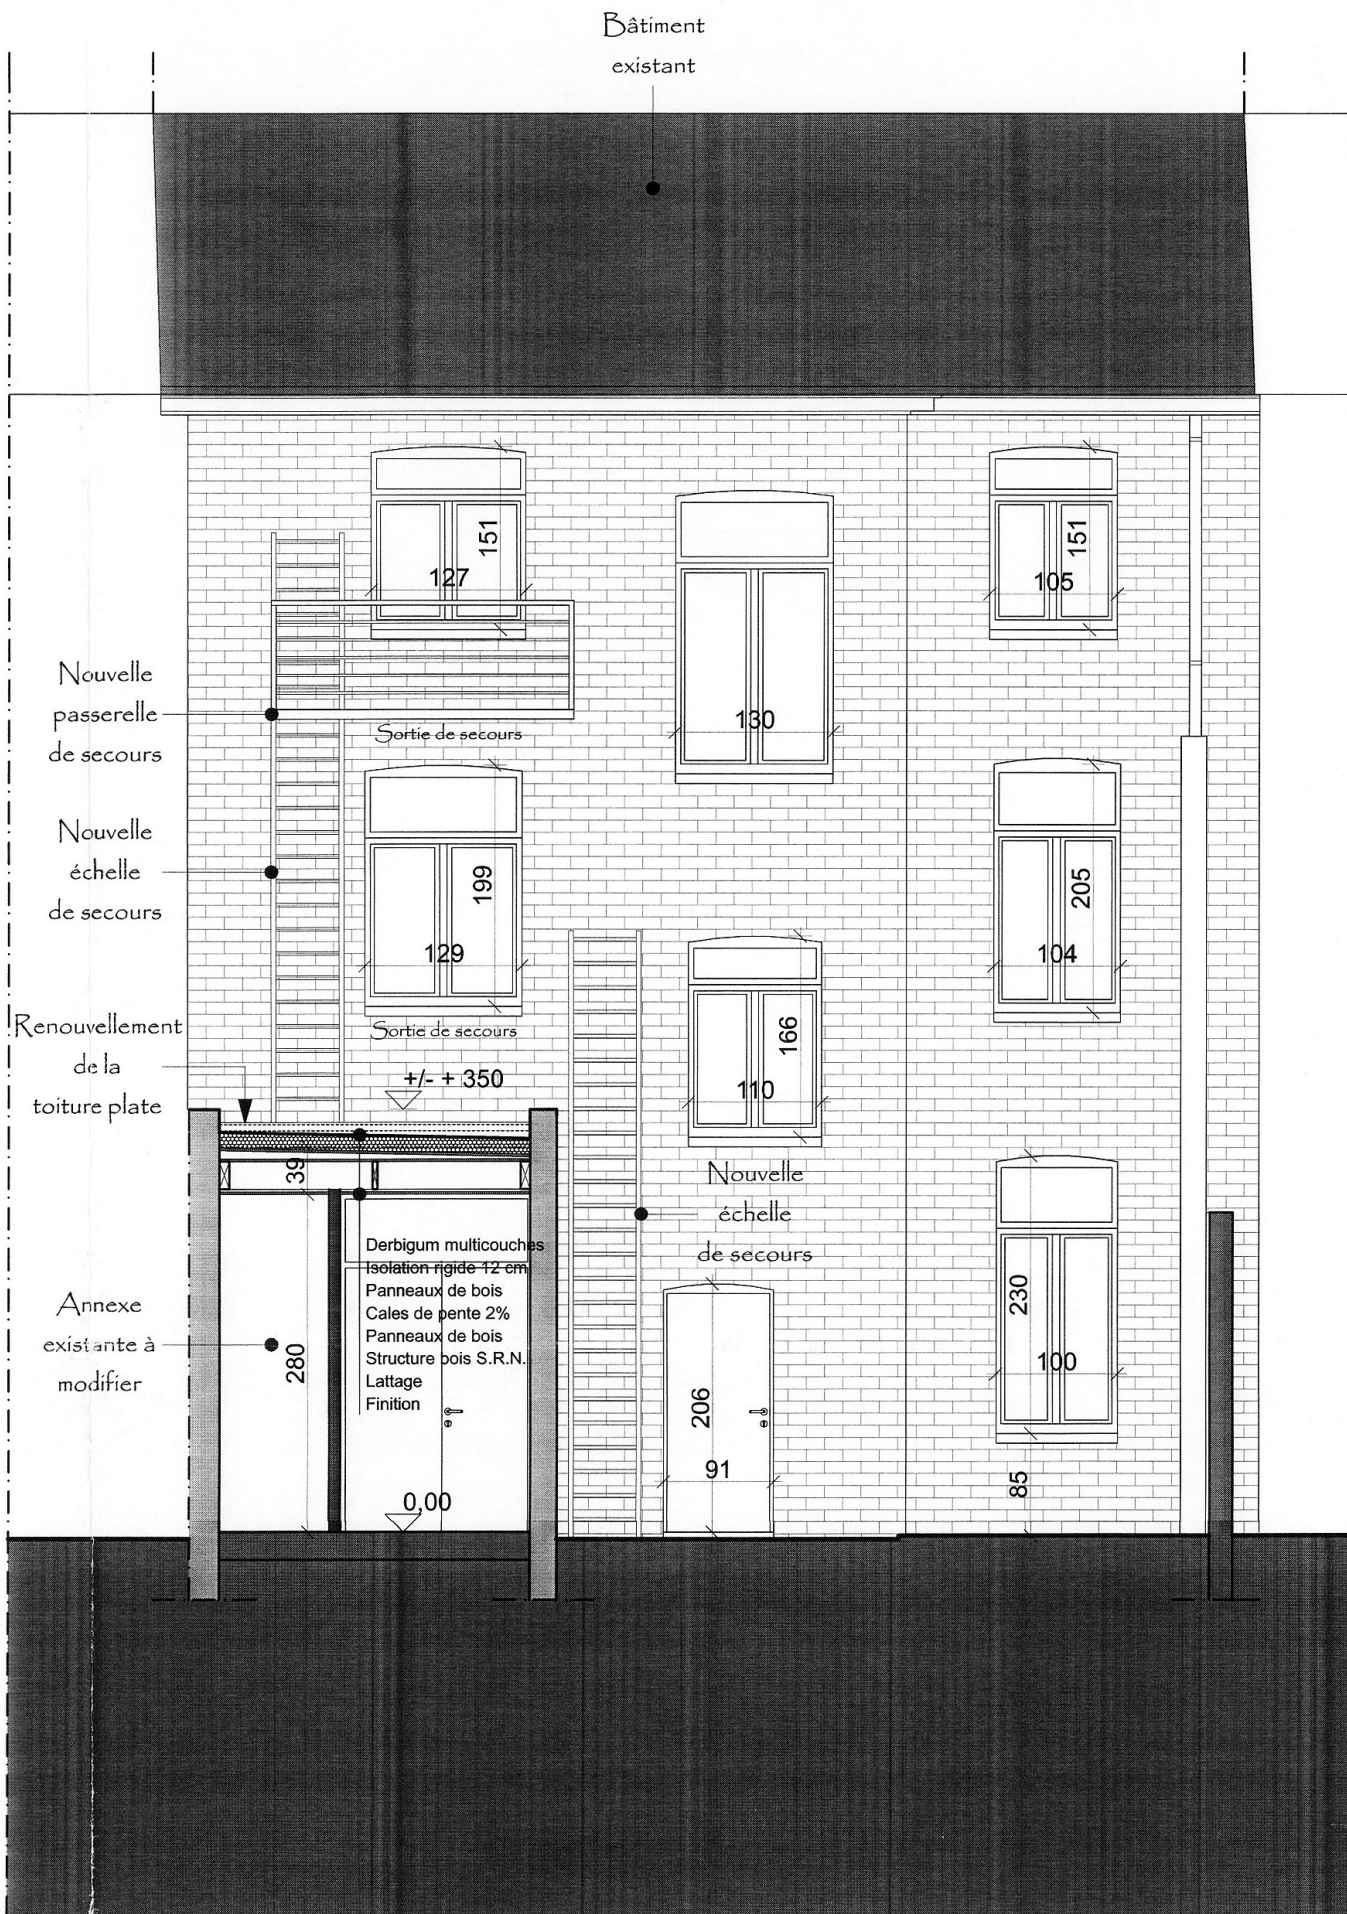 Bâtiment
existant
151
127
151
105
Nouvelle
passerelle
de secours
130
Sortie de secours
Nouvelle
échelle
de secours
199
129
205
104
Renouvellement
de la
toiture plate
Sortie de secours
+/- + 350
166
110
39
Nouvelle
échelle
de secours
Derbigum multicouches
Isolation rigide 12 cm
Panneaux de bois
Cales de pente 2%
Panneaux de bois
Structure bois S.R.N.
Lattage
Finition
Annexe
existante à
modifier
280
230
100
206
91
0,00
85